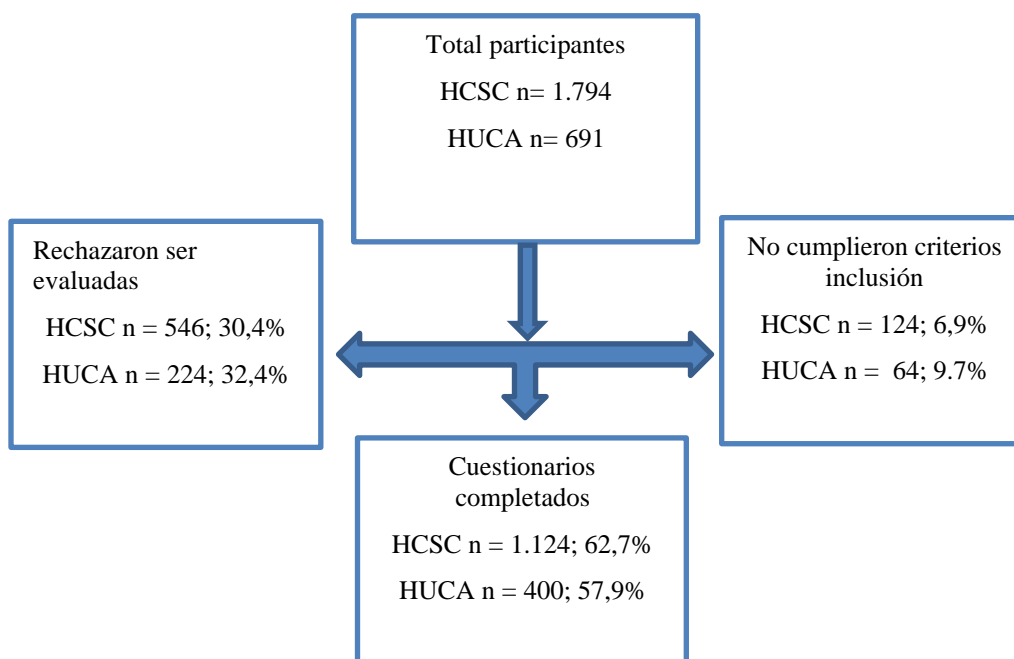 Total participantes
HCSC n= 1.794
HUCA n= 691
Rechazaron ser
evaluadas
HCSC n = 546; 30,4%
HUCA n = 224; 32,4%
No cumplieron criterios
inclusión
HCSC n = 124; 6,9%
HUCA n = 64; 9.7%
Cuestionarios
completados
HCSC n = 1.124; 62,7%
HUCA n = 400; 57,9%